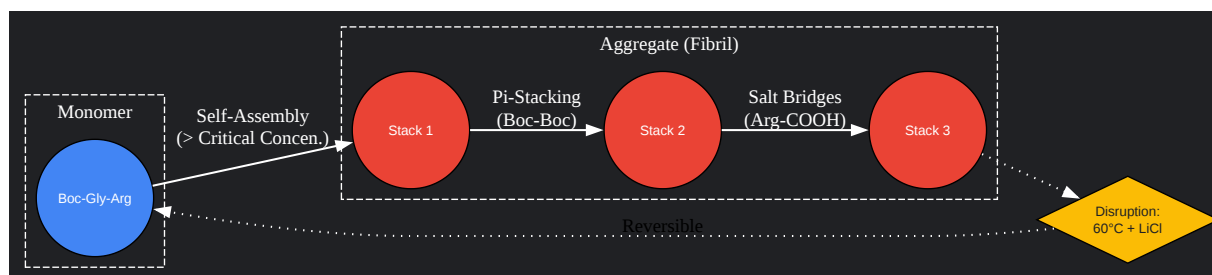 Aggregate (Fibril)
Monomer
Self-Assembly
(> Critical Concen.)
Boc-Gly-Arg
Stack 1
Pi-Stacking
(Boc-Boc)
Stack 2
Salt Bridges
(Arg-COOH)
Stack 3
Disruption:
60°C + LiCl
Reversible